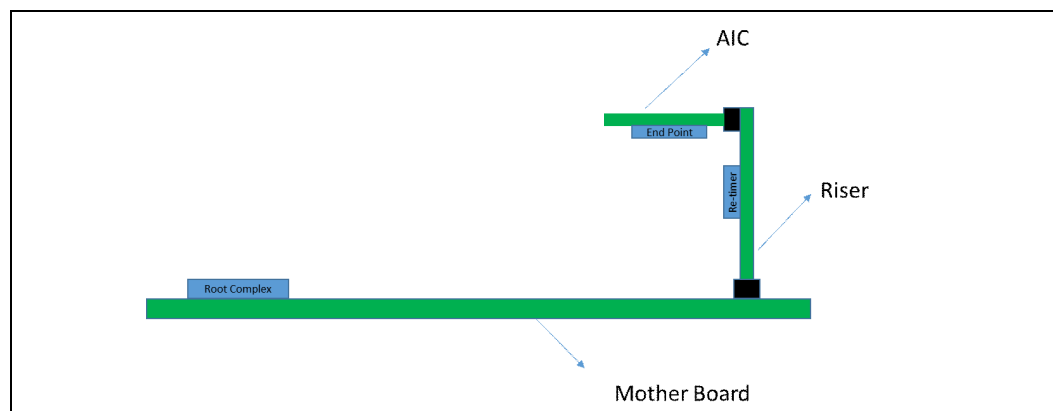 AIC
End Point
Re-timer
Riser
Root Complex
Mother Board